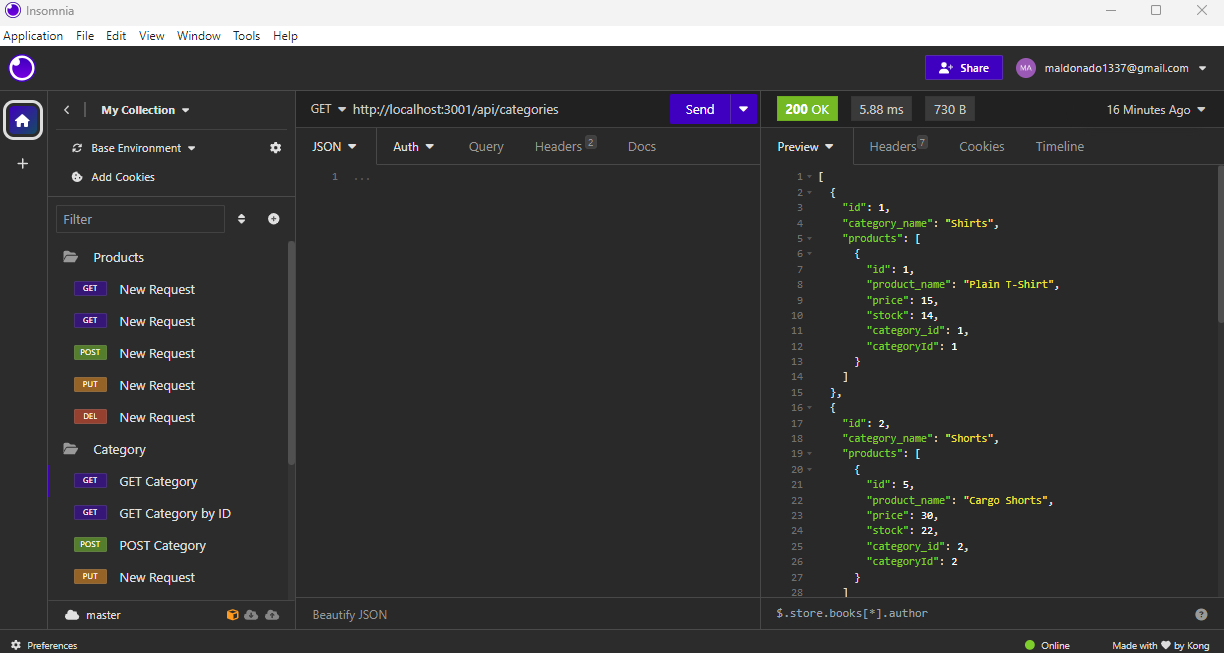 Insomnia
Application File Edit View Window Tools Help
Share MA maldonado1337@gmail.com
My Collection
Base Environment
Add Cookies
Filter
Products
GET New Request
GET New Request
POST New Request
PUT New Request
DEL New Request
Category
GET GET Category
GET GET Category by ID
POST POST Category
PUT New Request
master
GET http://localhost:3001/api/categories Send
JSON Auth Query Headers 2 Docs
1 ...
Beautify JSON
200 OK 5.88 ms 730 B 16 Minutes Ago
Preview Headers 7 Cookies Timeline
1 [
2 {
3 "id": 1,
4 "category_name": "Shirts",
5 "products": [
6 {
7 "id": 1,
8 "product_name": "Plain T-Shirt",
9 "price": 15,
10 "stock": 14,
11 "category_id": 1,
12 "categoryId": 1
13 }
14 ]
15 },
16 {
17 "id": 2,
18 "category_name": "Shorts",
19 "products": [
20 {
21 "id": 5,
22 "product_name": "Cargo Shorts",
23 "price": 30,
24 "stock": 22,
25 "category_id": 2,
26 "categoryId": 2
27 }
28 ]
$.store.books[*].author ?
Preferences Online Made with ❤ by Kong